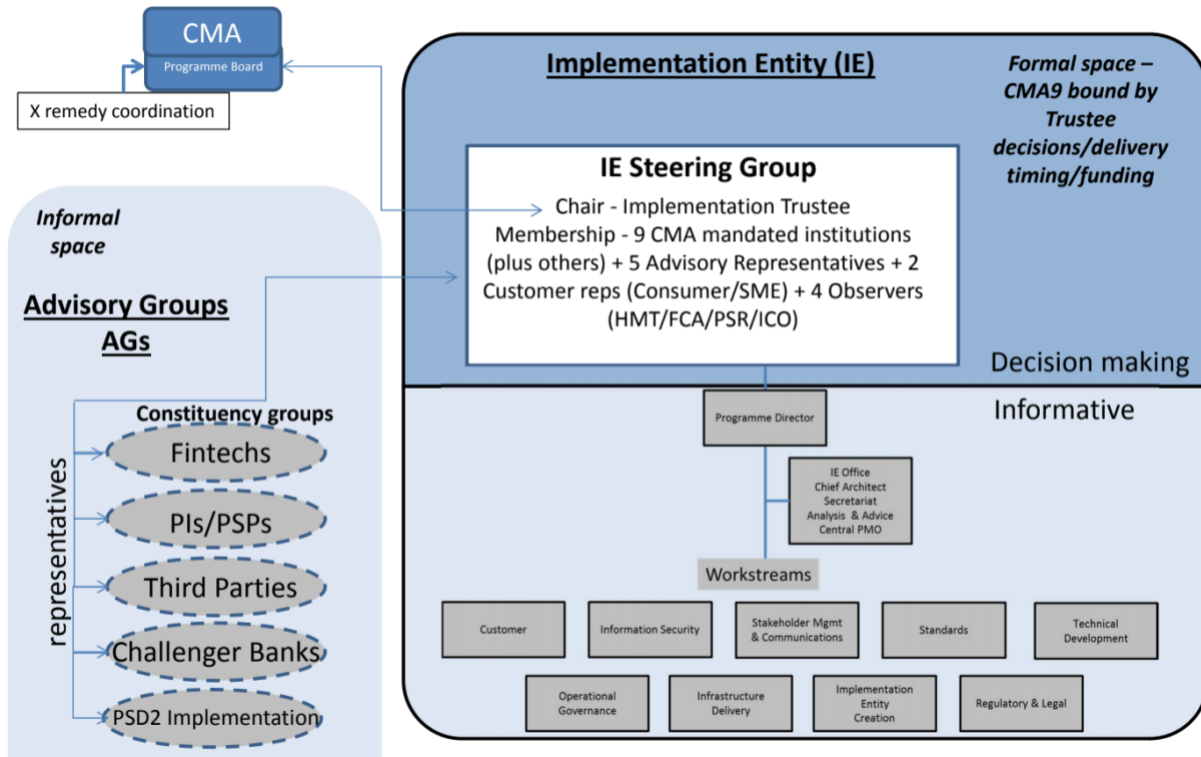 CMA
Programme Board
X remedy coordination
Informal
space
Advisory Groups
AGs
Constituency groups
representatives
Fintechs
PIs/PSPs
Third Parties
Challenger Banks
PSD2 Implementation
Implementation Entity (IE)
Formal space –
CMA9 bound by
Trustee
decisions/delivery
timing/funding
IE Steering Group
Chair - Implementation Trustee
Membership - 9 CMA mandated institutions
(plus others) + 5 Advisory Representatives + 2
Customer reps (Consumer/SME) + 4 Observers
(HMT/FCA/PSR/ICO)
Decision making
Informative
Programme Director
IE Office
Chief Architect
Secretariat
Analysis & Advice
Central PMO
Workstreams
Customer
Information Security
Stakeholder Mgmt
& Communications
Standards
Technical
Development
Operational
Governance
Infrastructure
Delivery
Implementation
Entity
Creation
Regulatory & Legal